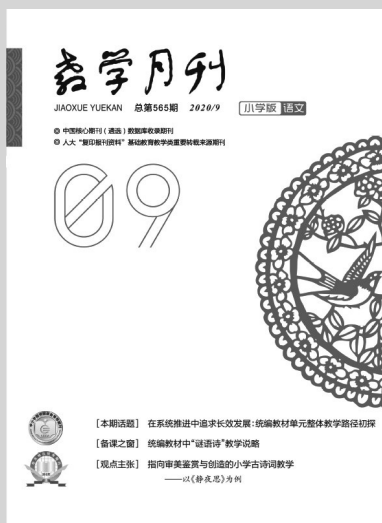 教学月刊
JIAOXUE YUEKAN 总第565期 2020/9 小学版 语文
中国核心期刊（遴选）数据库收录期刊
人大“复印报刊资料”基础教育教学类重要转载来源期刊
09
[本期话题] 在系统推进中追求长效发展：统编教材单元整体教学路径初探
[备课之窗] 统编教材中“谜语诗”教学说略
[观点主张] 指向审美鉴赏与创造的小学古诗词教学
——以《静夜思》为例